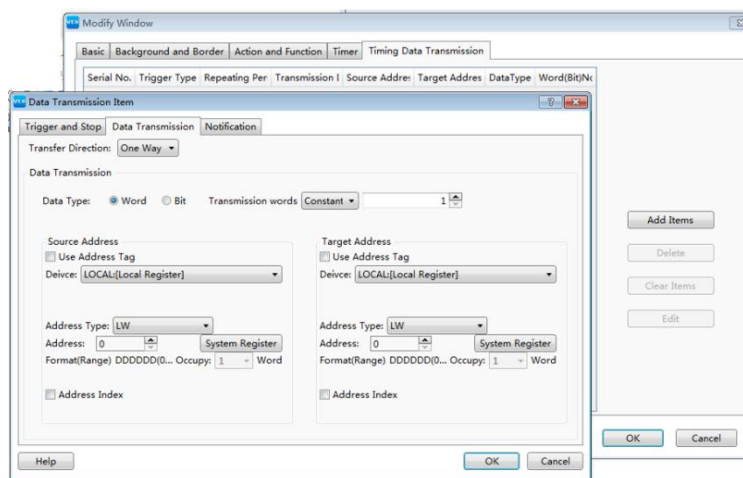 Modify Window
Basic Background and Border Action and Function Timer Timing Data Transmission
Serial No. Trigger Type Repeating Per Transmission I Source Addres Target Addres DataType Word(Bit)No
Data Transmission Item
Trigger and Stop Data Transmission Notification
Transfer Direction: One Way
Data Transmission
Data Type: Word Bit Transmission words Constant 1
Add Items
Delete
Clear Items
Edit
Source Address Target Address
Use Address Tag Use Address Tag
Deivce: LOCAL:[Local Register] Deivce: LOCAL:[Local Register]
Address Type: LW Address Type: LW
Address: 0 System Register Address: 0 System Register
Format(Range) DDDDDD(0... Occupy: 1 Word Format(Range) DDDDDD(0... Occupy: 1 Word
Address Index Address Index
OK Cancel
Help OK Cancel